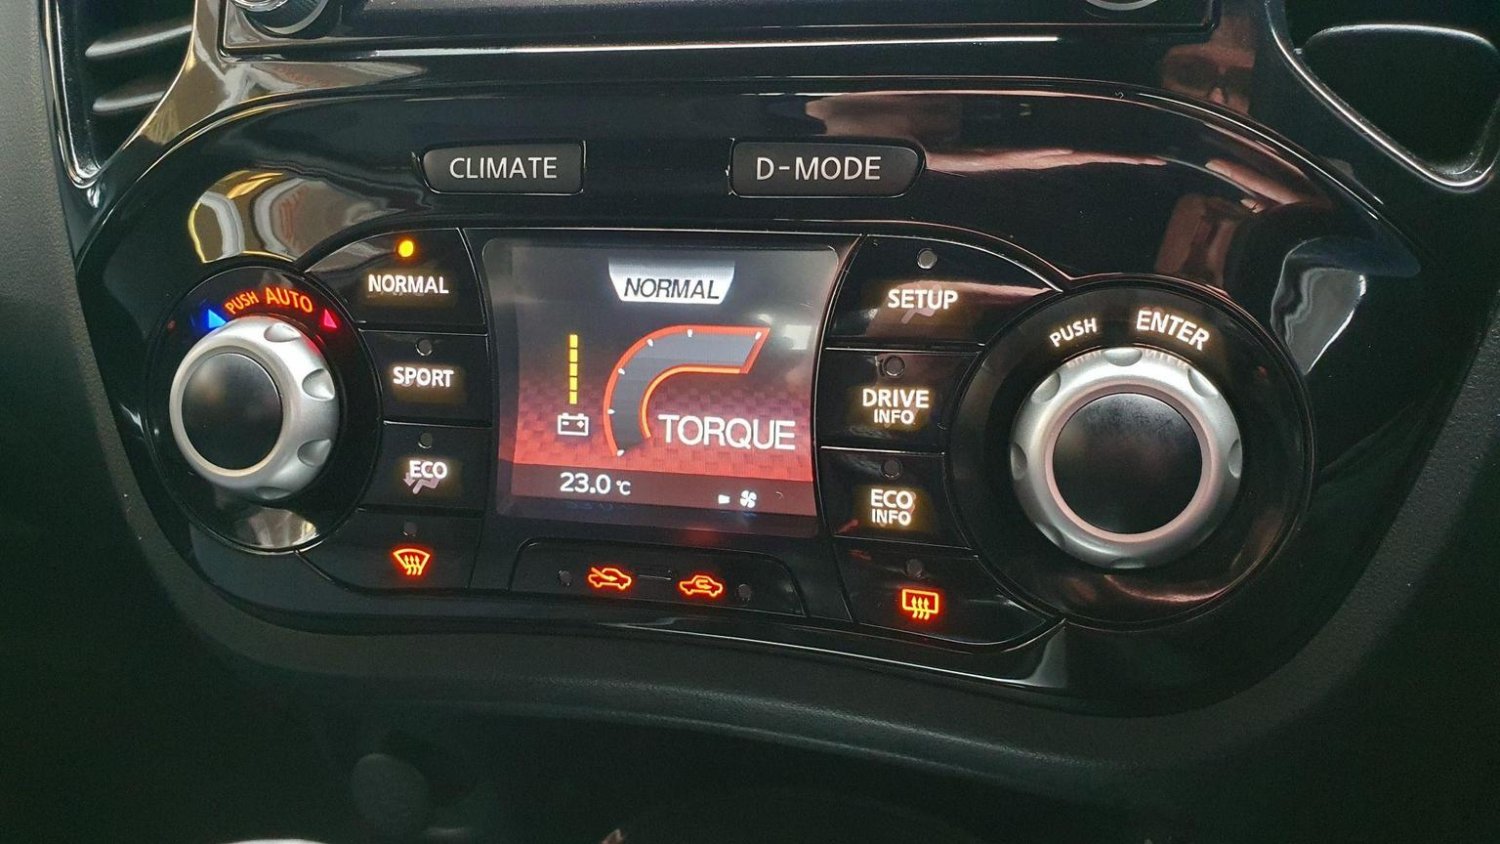 CLIMATE
D-MODE
PUSH AUTO
NORMAL
SPORT
ECO
NORMAL
TORQUE
23.0 °C
SETUP
DRIVE
INFO
ECO
INFO
PUSH ENTER